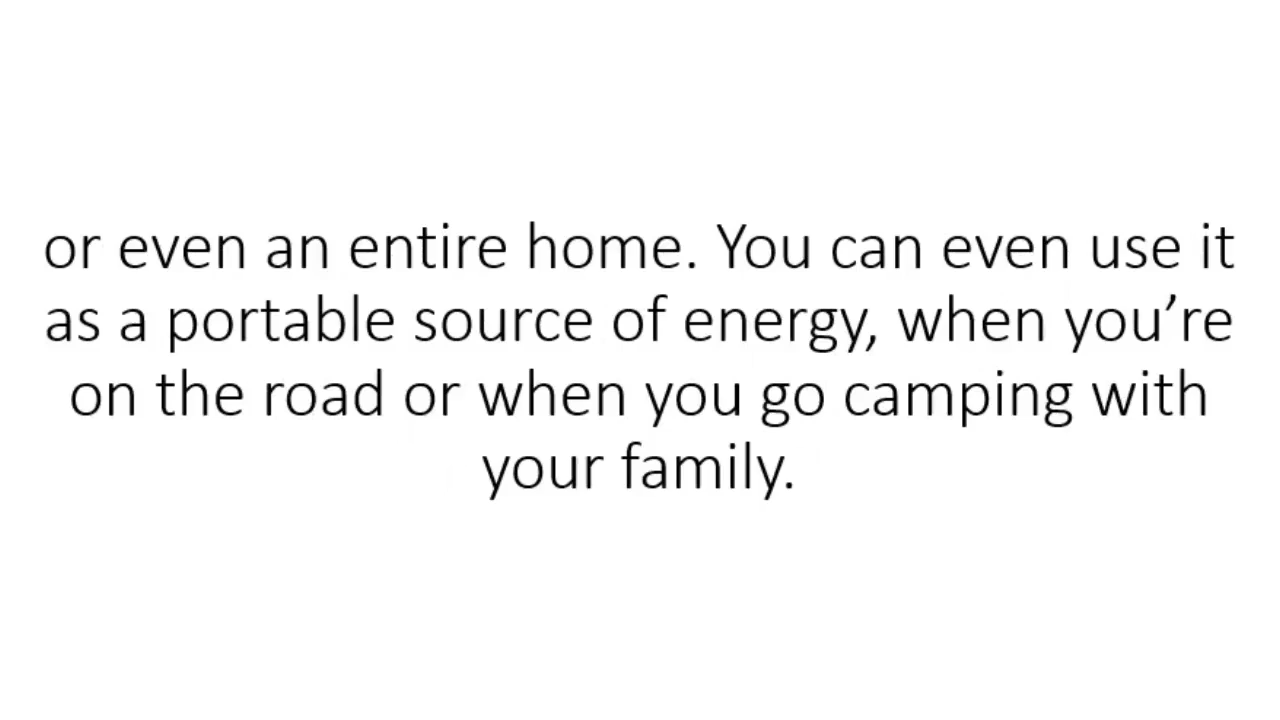 or even an entire home. You can even use it
as a portable source of energy, when you’re
on the road or when you go camping with
your family.